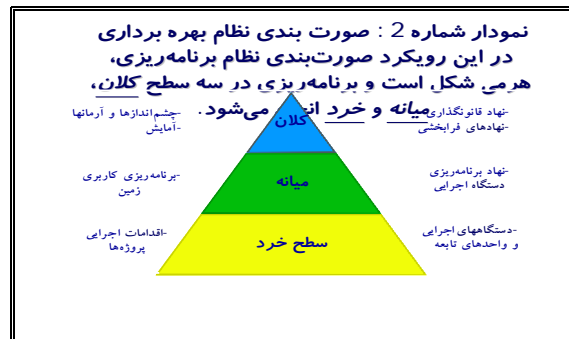 نمودار شماره 2 : صورت بندی نظام بهره برداری
در این رویکرد صورت‌بندی نظام برنامه‌ریزی،
هرمی شکل است و برنامه‌ریزی در سه سطح کلان،
میانه و خرد می‌شود.
کلان
-نهاد قانونگذاری
-نهادهای فرابخشی
-چشم‌اندازها و آرمانها
-آمایش
میانه
نهاد برنامه‌ریزی
دستگاه اجرایی
-برنامه‌ریزی کاربری
زمین
سطح خرد
-دستگاههای اجرایی
و واحدهای تابعه
-اقدامات اجرایی
پروژه‌ها